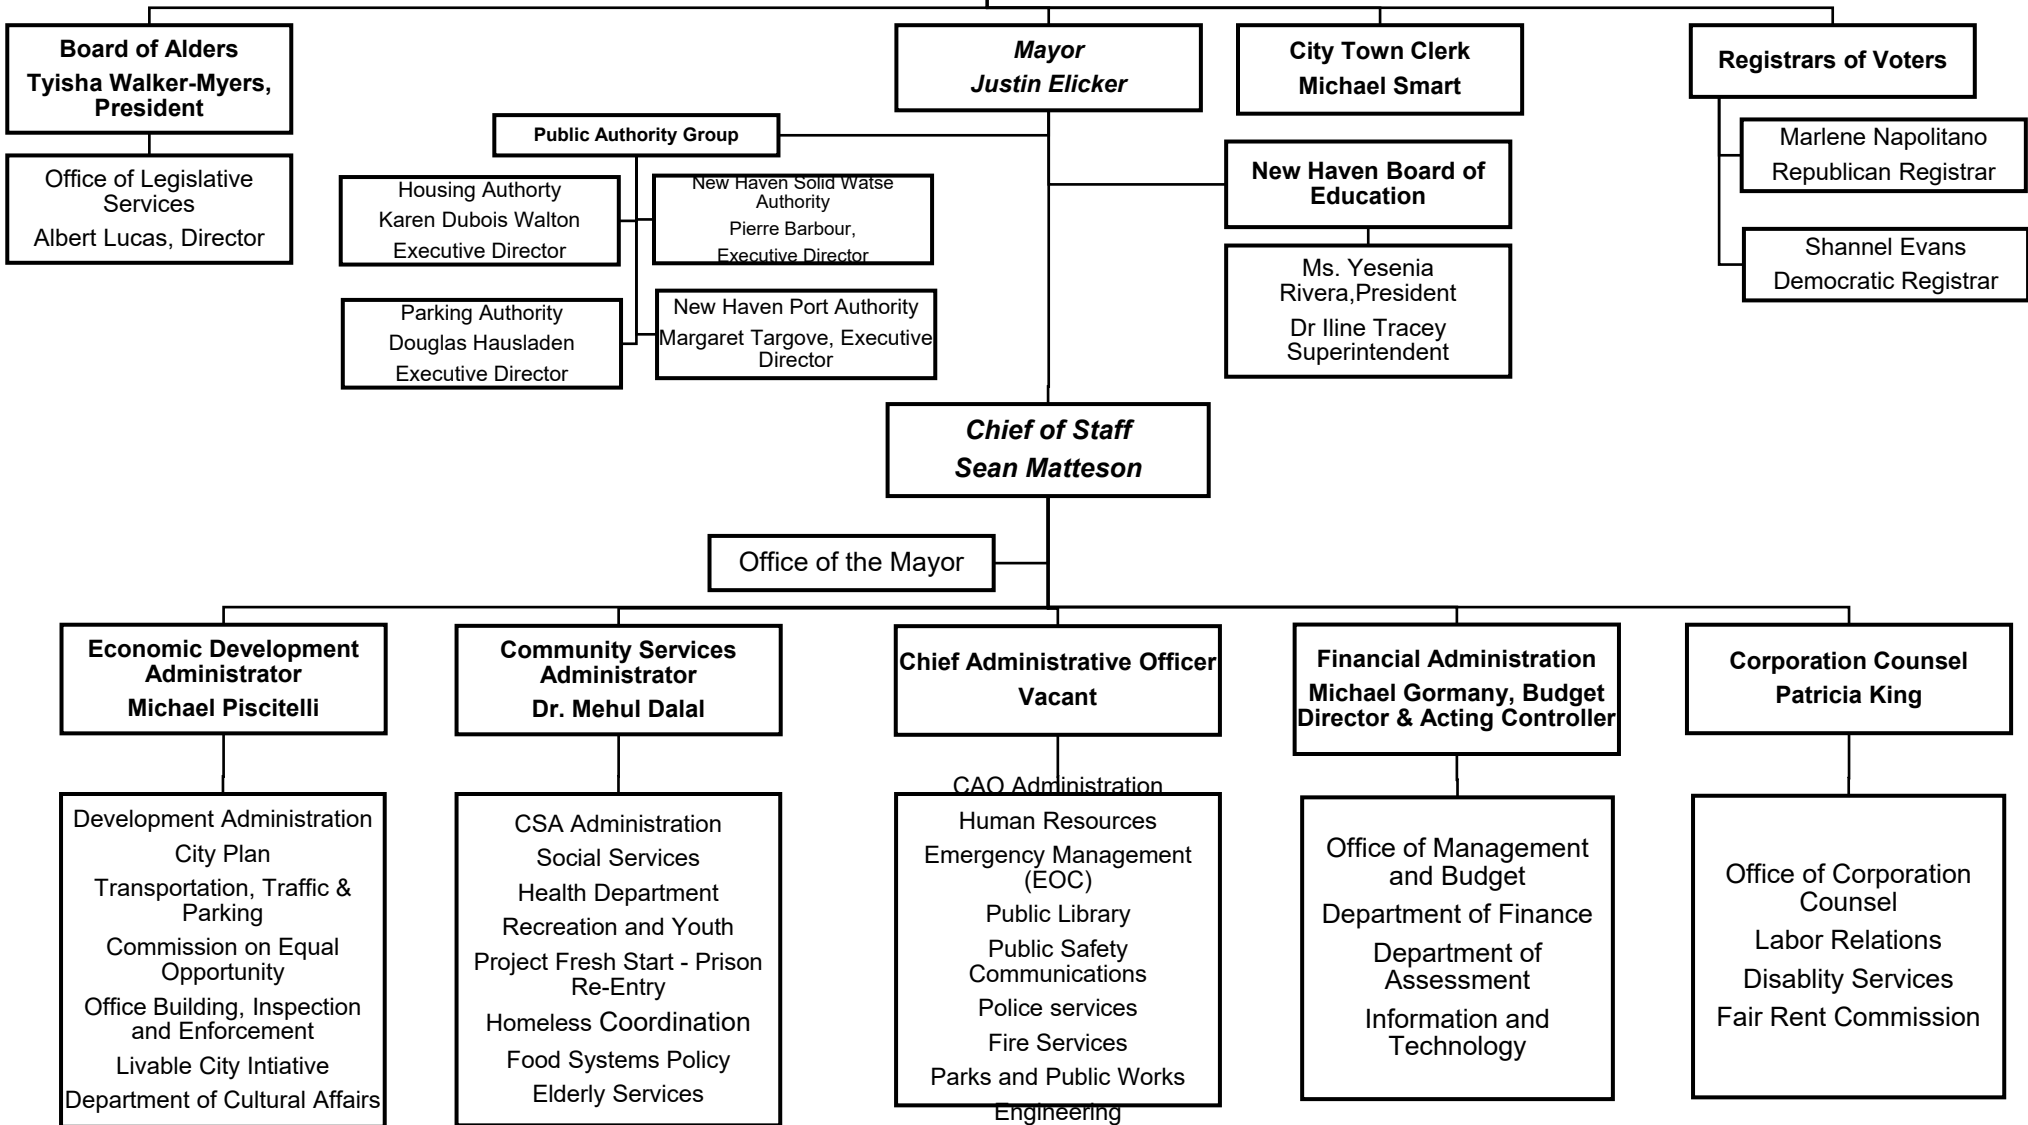 Board of Alders
Tyisha Walker-Myers,
President
Office of Legislative
Services
Albert Lucas, Director
Mayor
Justin Elicker
City Town Clerk
Michael Smart
Registrars of Voters
Marlene Napolitano
Republican Registrar
Shannel Evans
Democratic Registrar
Public Authority Group
Housing Authorty
Karen Dubois Walton
Executive Director
New Haven Solid Watse
Authority
Pierre Barbour,
Executive Director
Parking Authority
Douglas Hausladen
Executive Director
New Haven Port Authority
Margaret Targove, Executive
Director
New Haven Board of
Education
Ms. Yesenia
Rivera,President
Dr Iline Tracey
Superintendent
Chief of Staff
Sean Matteson
Office of the Mayor
Economic Development
Administrator
Michael Piscitelli
Development Administration
City Plan
Transportation, Traffic &
Parking
Commission on Equal
Opportunity
Office Building, Inspection
and Enforcement
Livable City Intiative
Department of Cultural Affairs
Community Services
Administrator
Dr. Mehul Dalal
CSA Administration
Social Services
Health Department
Recreation and Youth
Project Fresh Start - Prison
Re-Entry
Homeless Coordination
Food Systems Policy
Elderly Services
Chief Administrative Officer
Vacant
CAO Administration
Human Resources
Emergency Management
(EOC)
Public Library
Public Safety
Communications
Police services
Fire Services
Parks and Public Works
Engineering
Financial Administration
Michael Gormany, Budget
Director & Acting Controller
Office of Management
and Budget
Department of Finance
Department of
Assessment
Information and
Technology
Corporation Counsel
Patricia King
Office of Corporation
Counsel
Labor Relations
Disablity Services
Fair Rent Commission